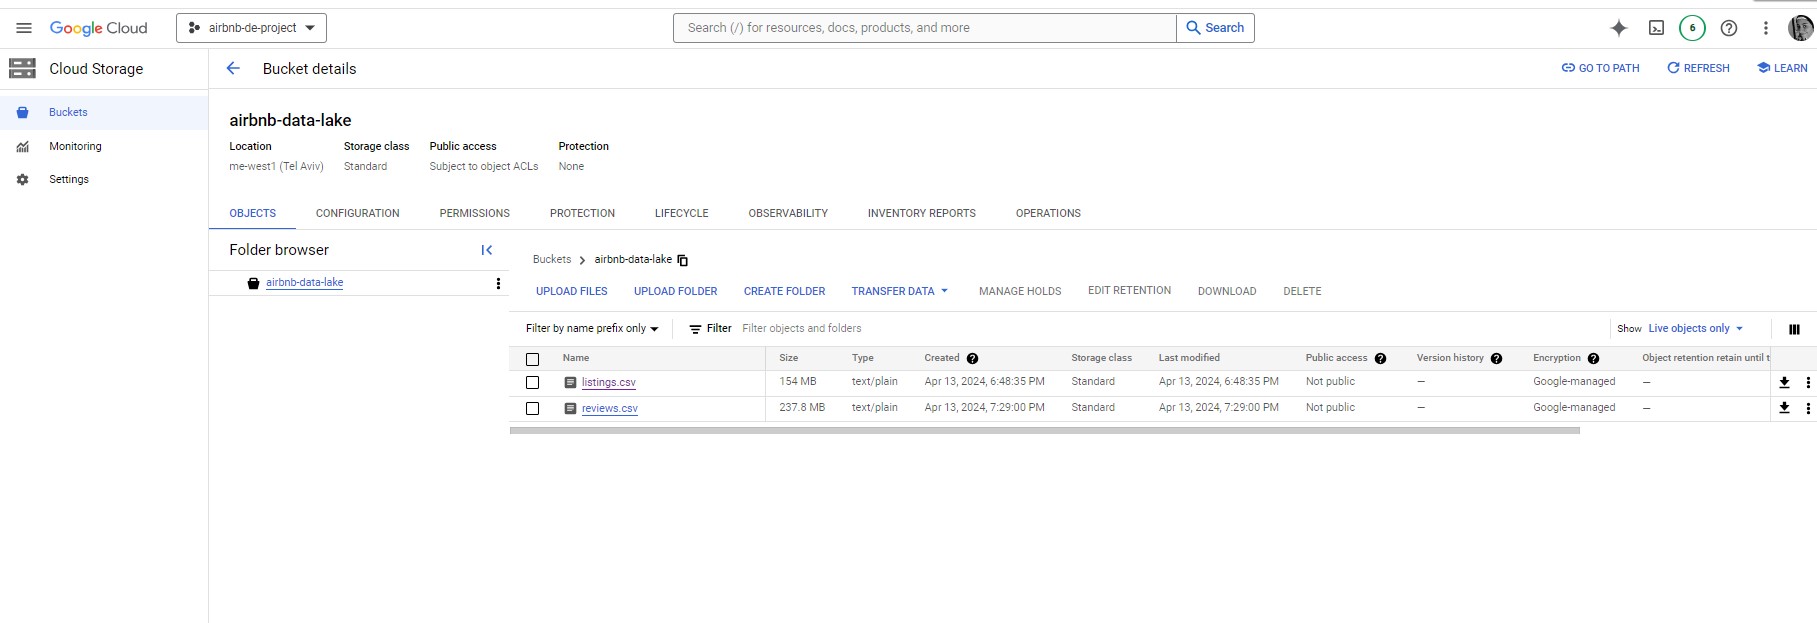 Google Cloud
airbnb-de-project
Search (/) for resources, docs, products, and more
Search
6
Cloud Storage
Bucket details
GO TO PATH
REFRESH
LEARN
Buckets
Monitoring
Settings
airbnb-data-lake
Location Storage class Public access Protection
me-west1 (Tel Aviv) Standard Subject to object ACLs None
OBJECTS CONFIGURATION PERMISSIONS PROTECTION LIFECYCLE OBSERVABILITY INVENTORY REPORTS OPERATIONS
Folder browser
airbnb-data-lake
Buckets > airbnb-data-lake
UPLOAD FILES UPLOAD FOLDER CREATE FOLDER TRANSFER DATA MANAGE HOLDS EDIT RETENTION DOWNLOAD DELETE
Filter by name prefix only Filter Filter objects and folders Show Live objects only
Name Size Type Created Storage class Last modified Public access Version history Encryption Object retention retain until t
listings.csv 154 MB text/plain Apr 13, 2024, 6:48:35 PM Standard Apr 13, 2024, 6:48:35 PM Not public — Google-managed —
reviews.csv 237.8 MB text/plain Apr 13, 2024, 7:29:00 PM Standard Apr 13, 2024, 7:29:00 PM Not public — Google-managed —